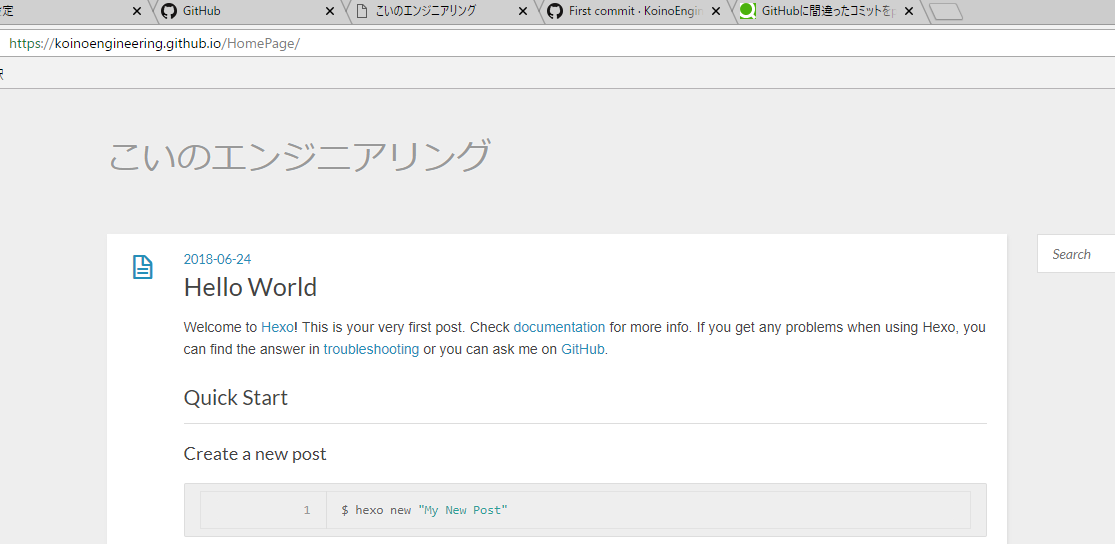 定
GitHub
こいのエンジニアリング
First commit · KoinoEngin
GitHubに間違ったコミットをp
https://koinoengineering.github.io/HomePage/
こいのエンジニアリング
2018-06-24
Hello World
Search
Welcome to Hexo! This is your very first post. Check documentation for more info. If you get any problems when using Hexo, you
can find the answer in troubleshooting or you can ask me on GitHub.
Quick Start
Create a new post
1 $ hexo new "My New Post"